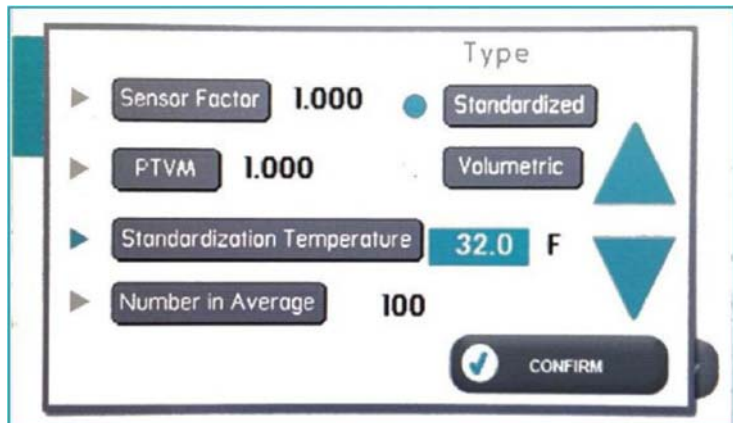 Type
Sensor Factor 1.000 Standardized
PTVM 1.000 Volumetric
Standardization Temperature 32.0 F
Number in Average 100
CONFIRM